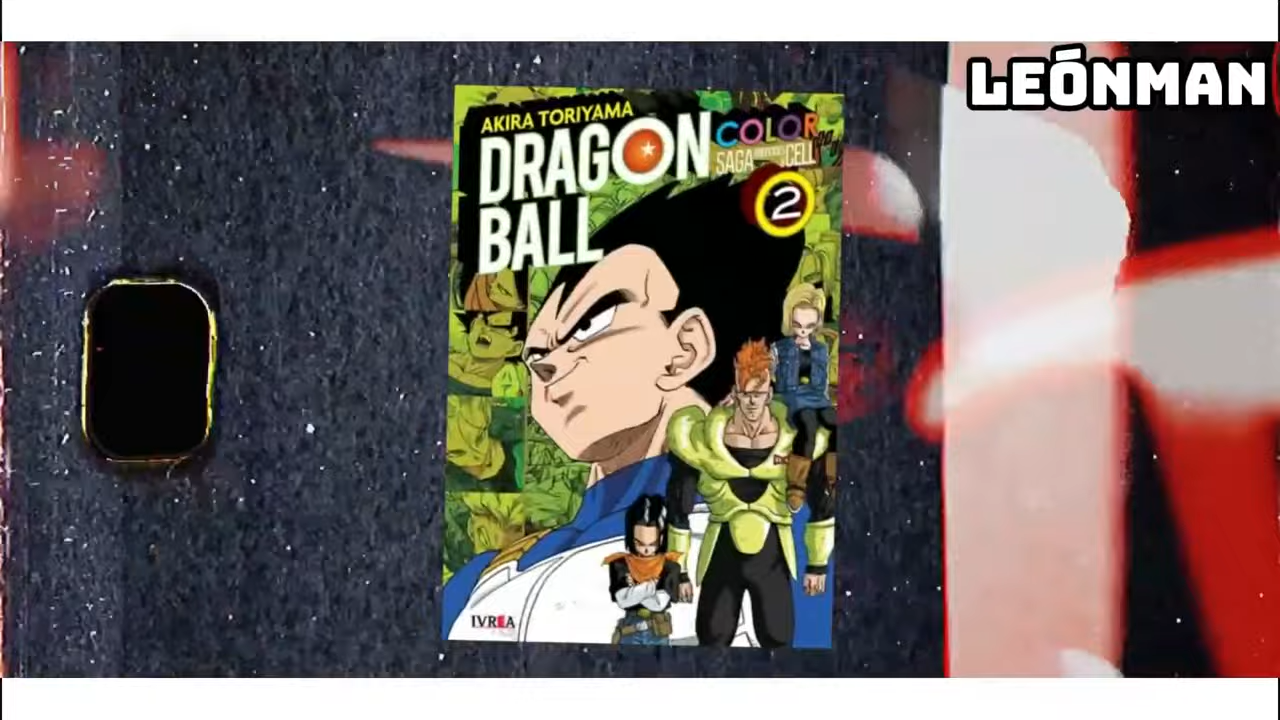 LEÓNMAN
AKIRA TORIYAMA
DRAGON
BALL
COLOR
SAGA
CELL
2
IVREA